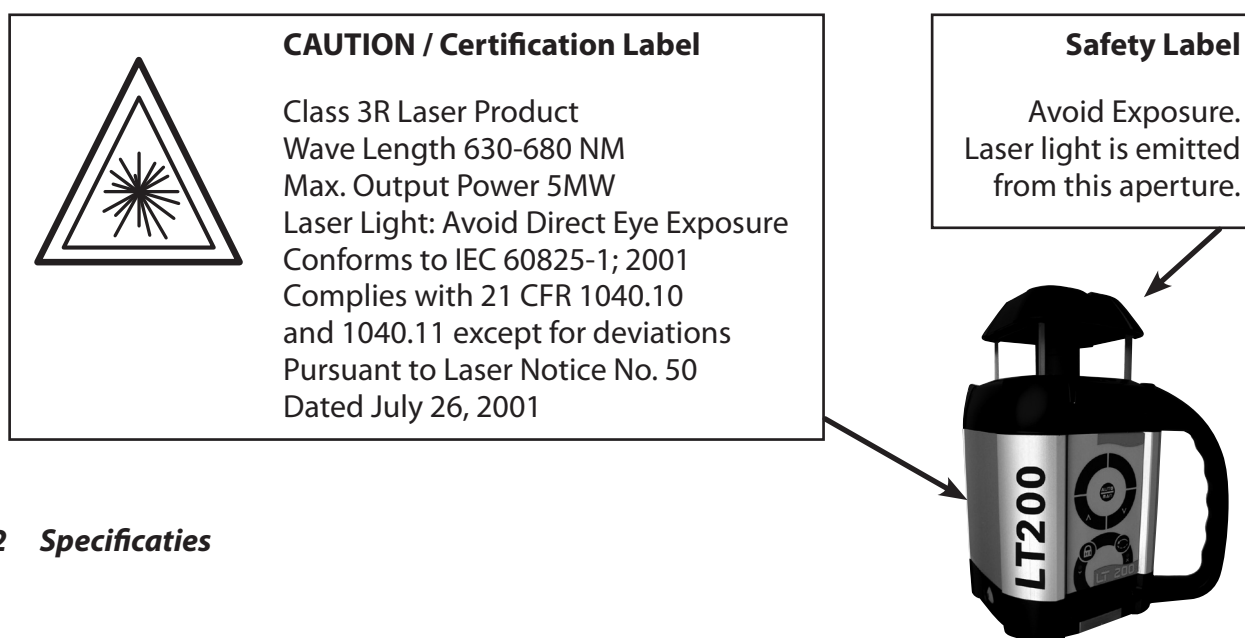 CAUTION / Certification Label
Class 3R Laser Product
Wave Length 630-680 NM
Max. Output Power 5MW
Laser Light: Avoid Direct Eye Exposure
Conforms to IEC 60825-1; 2001
Complies with 21 CFR 1040.10
and 1040.11 except for deviations
Pursuant to Laser Notice No. 50
Dated July 26, 2001
Safety Label
Avoid Exposure.
Laser light is emitted
from this aperture.
LT200
LT 200
2 Specificaties